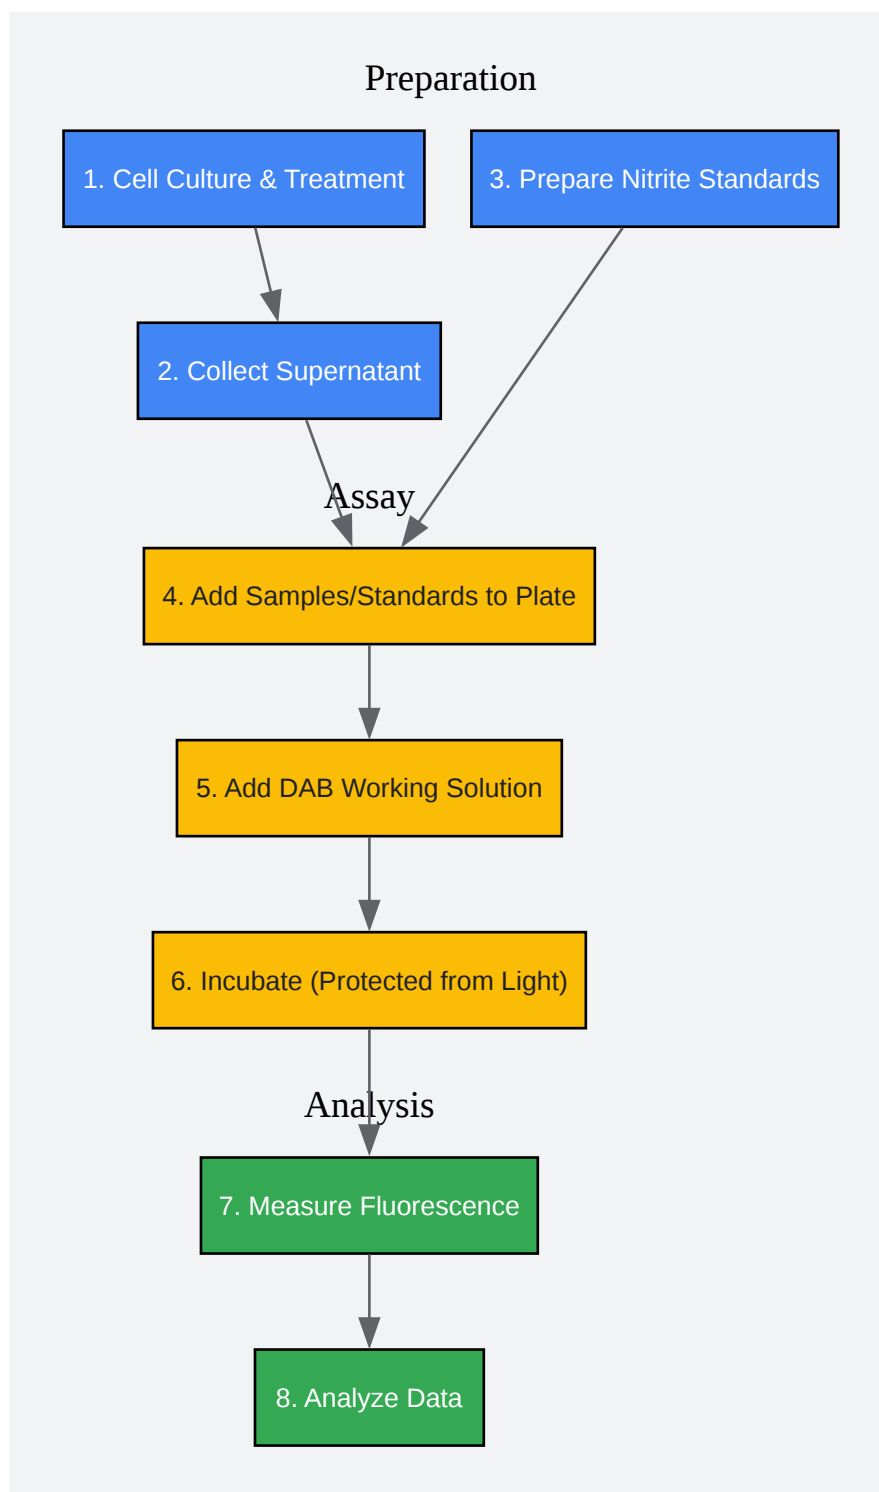 Preparation
1. Cell Culture & Treatment
3. Prepare Nitrite Standards
2. Collect Supernatant
Assay
4. Add Samples/Standards to Plate
5. Add DAB Working Solution
6. Incubate (Protected from Light)
Analysis
7. Measure Fluorescence
8. Analyze Data